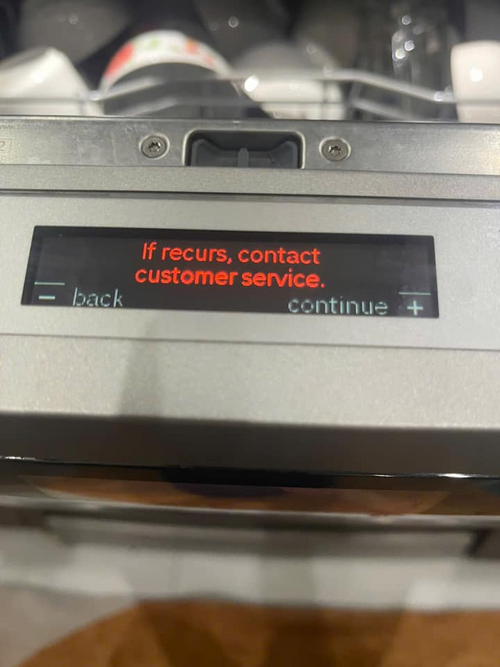 If recurs, contact
customer service.
− back
continue +